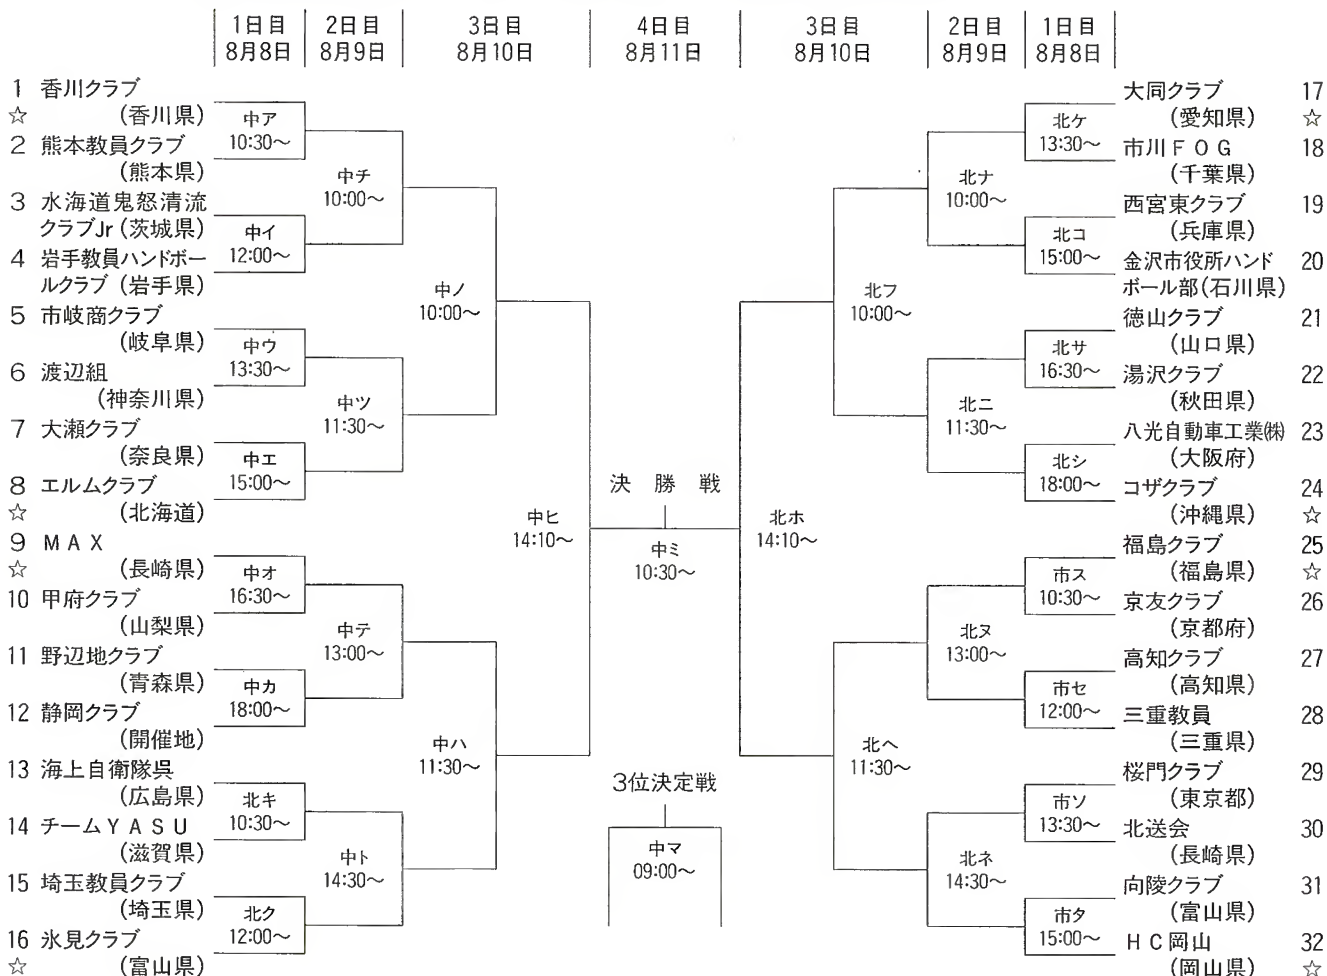 1日目 2日目 3日目 4日目 3日目 2日目 1日目
8月8日 8月9日 8月10日 8月11日 8月10日 8月9日 8月8日
1 香川クラブ
☆ (香川県)
2 熊本教員クラブ
(熊本県)
3 水海道鬼怒清流
クラブJr (茨城県)
4 岩手教員ハンドボー
ルクラブ (岩手県)
5 市岐商クラブ
(岐阜県)
6 渡辺組
(神奈川県)
7 大瀬クラブ
(奈良県)
8 エルムクラブ
☆ (北海道)
9 MAX
☆ (長崎県)
10 甲府クラブ
(山梨県)
11 野辺地クラブ
(青森県)
12 静岡クラブ
(開催地)
13 海上自衛隊呉
(広島県)
14 チームYASU
(滋賀県)
15 埼玉教員クラブ
(埼玉県)
16 氷見クラブ
☆ (富山県)
中ア
10:30〜
中イ
12:00〜
中ウ
13:30〜
中エ
15:00〜
中オ
16:30〜
中カ
18:00〜
北キ
10:30〜
北ク
12:00〜
中チ
10:00〜
中ツ
11:30〜
中テ
13:00〜
中ト
14:30〜
中ノ
10:00〜
中ハ
11:30〜
中ヒ
14:10〜
決勝戦
中ミ
10:30〜
3位決定戦
中マ
09:00〜
北ホ
14:10〜
北フ
10:00〜
北ヘ
11:30〜
北ナ
10:00〜
北ニ
11:30〜
北ヌ
13:00〜
北ネ
14:30〜
北ケ
13:30〜
北コ
15:00〜
北サ
16:30〜
北シ
18:00〜
市ス
10:30〜
市セ
12:00〜
市ソ
13:30〜
市タ
15:00〜
大同クラブ 17
(愛知県) ☆
市川FOG 18
(千葉県)
西宮東クラブ 19
(兵庫県)
金沢市役所ハンド 20
ボール部(石川県)
徳山クラブ 21
(山口県)
湯沢クラブ 22
(秋田県)
八光自動車工業㈱ 23
(大阪府)
コザクラブ 24
(沖縄県) ☆
福島クラブ 25
(福島県) ☆
京友クラブ 26
(京都府)
高知クラブ 27
(高知県)
三重教員 28
(三重県)
桜門クラブ 29
(東京都)
北送会 30
(長崎県)
向陵クラブ 31
(富山県)
HC岡山 32
(岡山県) ☆